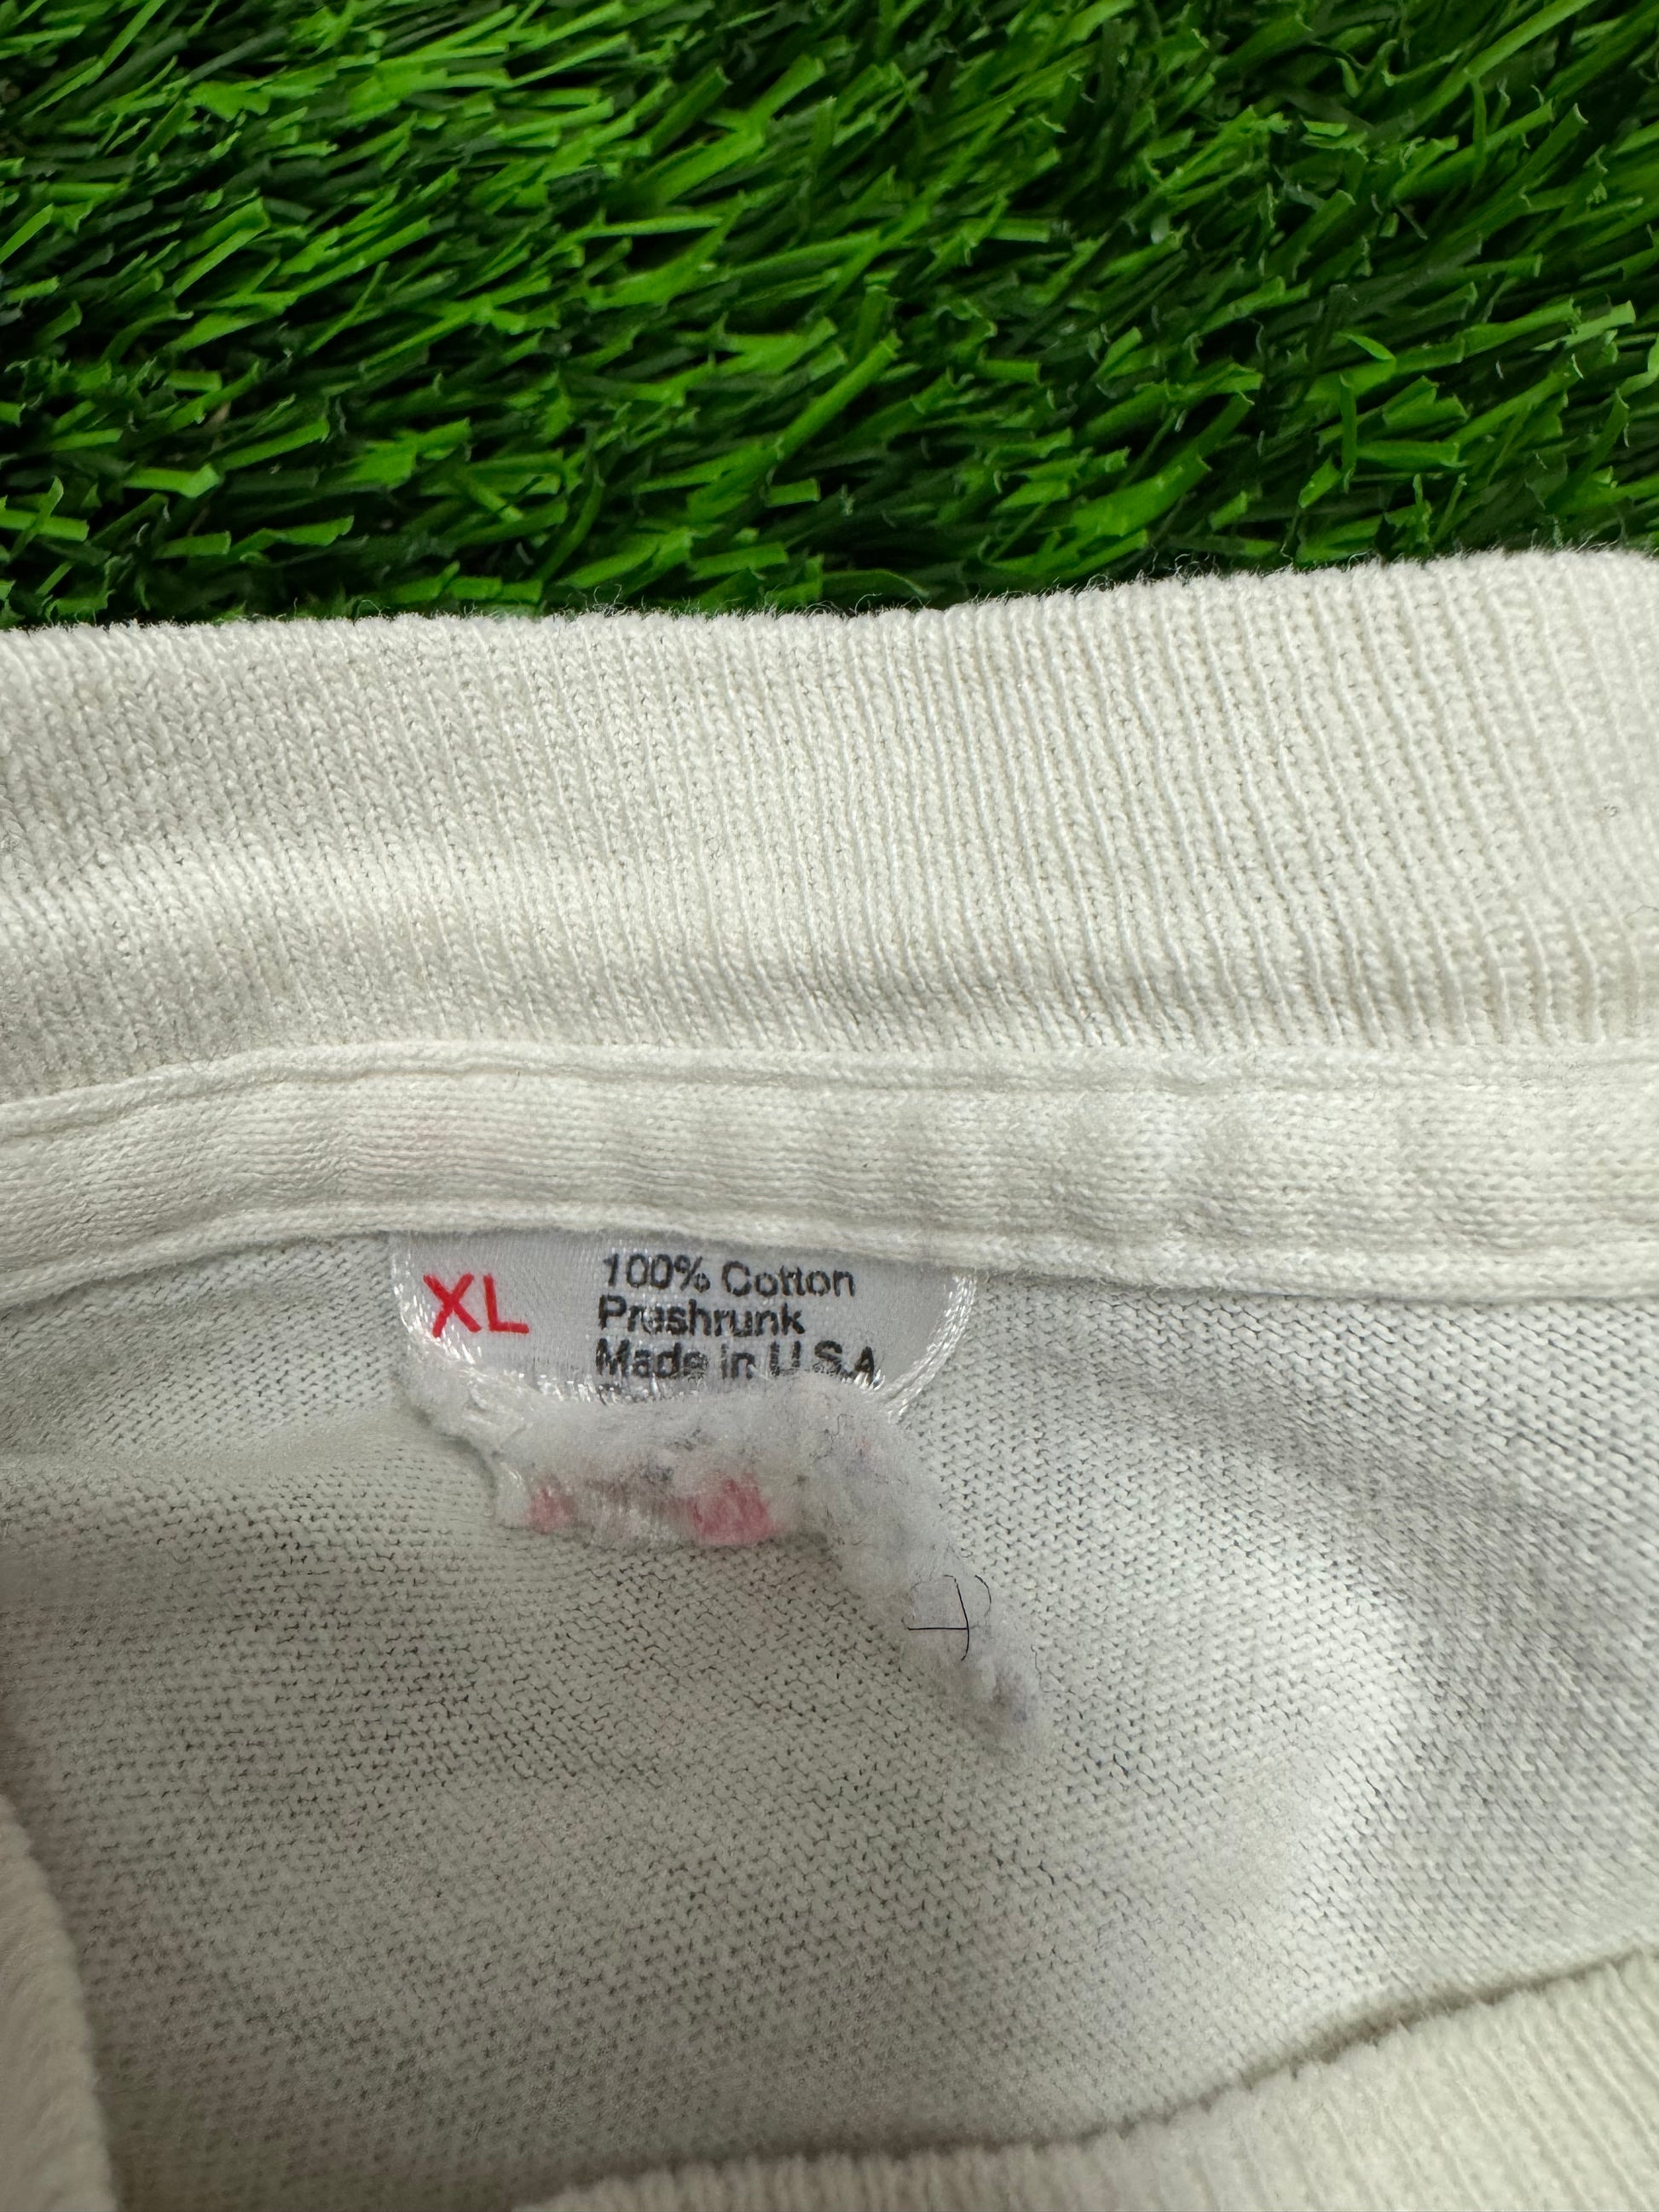 XL
100% Cotton
Preshrunk
Made in U.S.A.